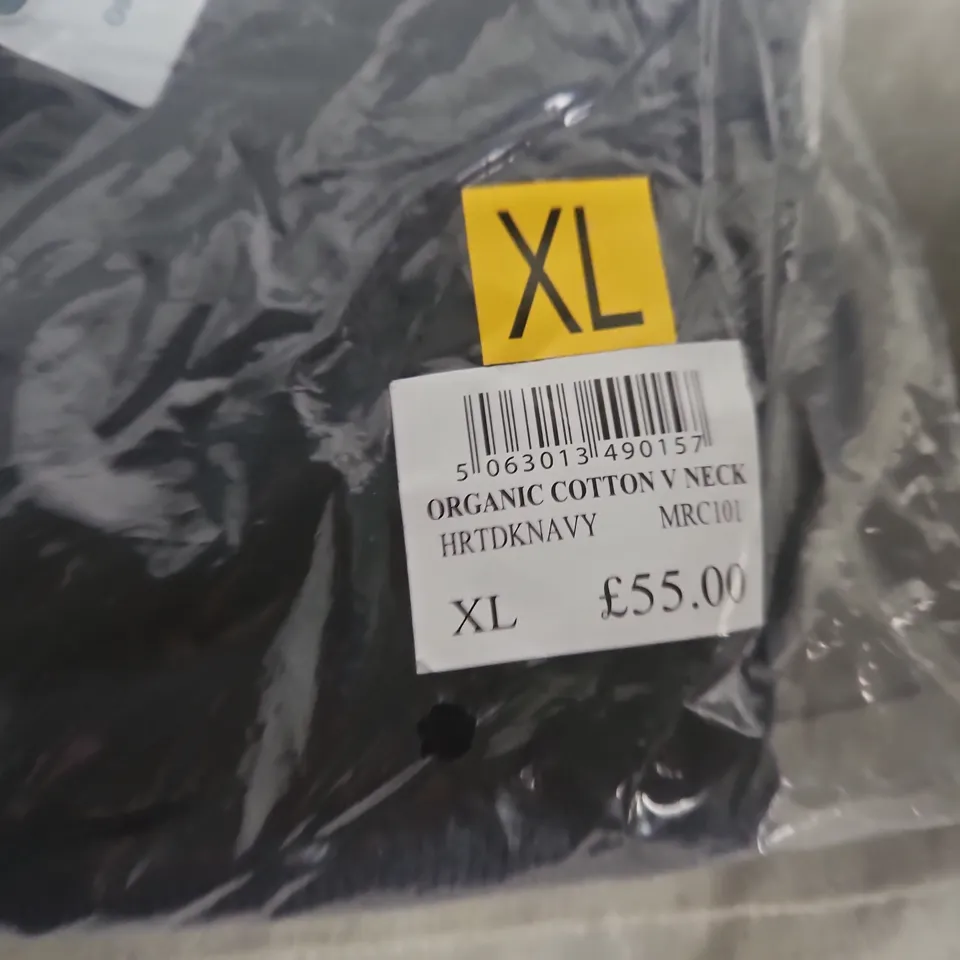 XL
5 063013 490157
ORGANIC COTTON V NECK
HRTDKNAVY MRC101
XL £55.00